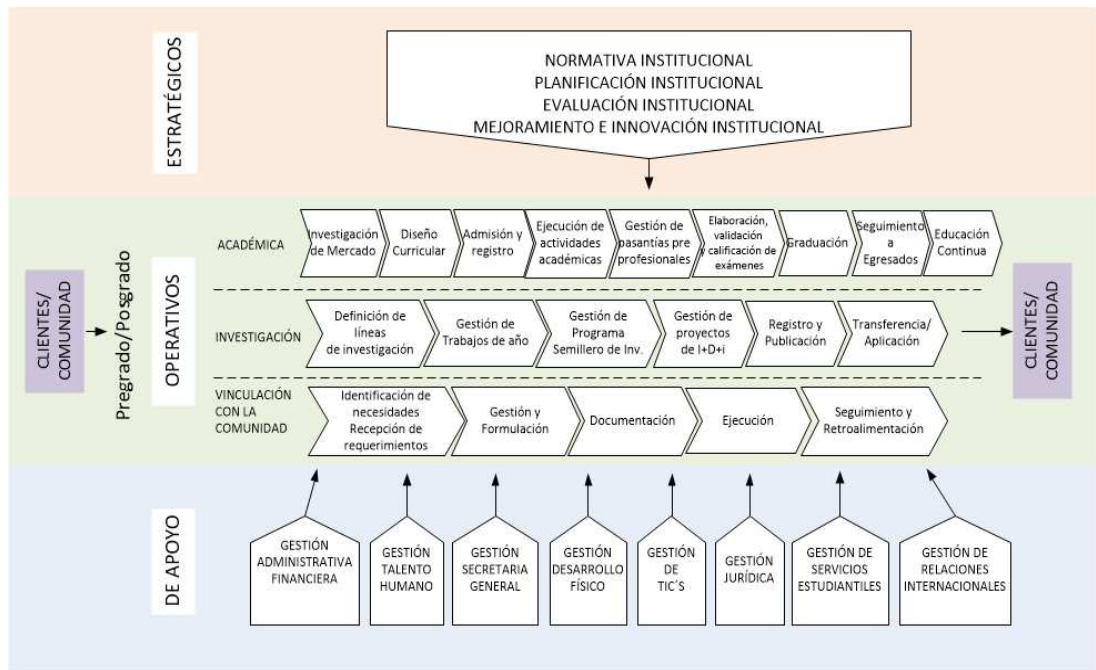 ESTRATÉGICOS
NORMATIVA INSTITUCIONAL
PLANIFICACIÓN INSTITUCIONAL
EVALUACIÓN INSTITUCIONAL
MEJORAMIENTO E INNOVACIÓN INSTITUCIONAL
CLIENTES/
COMUNIDAD
Pregrado/Posgrado
OPERATIVOS
ACADÉMICA
Investigación
de Mercado
Diseño
Curricular
Admisión y
registro
Ejecución de
actividades
académicas
Gestión de
pasantías pre
profesionales
Elaboración,
validación
y calificación de
exámenes
Graduación
Seguimiento
a
Egresados
Educación
Continua
INVESTIGACIÓN
Definición de
líneas
de investigación
Gestión de
Trabajos de año
Gestión de
Programa
Semillero de Inv.
Gestión de
proyectos
de I+D+i
Registro y
Publicación
Transferencia/
Aplicación
VINCULACIÓN
CON LA
COMUNIDAD
Identificación de
necesidades
Recepción de
requerimientos
Gestión y
Formulación
Documentación
Ejecución
Seguimiento y
Retroalimentación
CLIENTES/
COMUNIDAD
DE APOYO
GESTIÓN
ADMINISTRATIVA
FINANCIERA
GESTIÓN
TALENTO
HUMANO
GESTIÓN
SECRETARIA
GENERAL
GESTIÓN
DESARROLLO
FÍSICO
GESTIÓN
DE
TIC´S
GESTIÓN
JURÍDICA
GESTIÓN DE
SERVICIOS
ESTUDIANTILES
GESTIÓN DE
RELACIONES
INTERNACIONALES